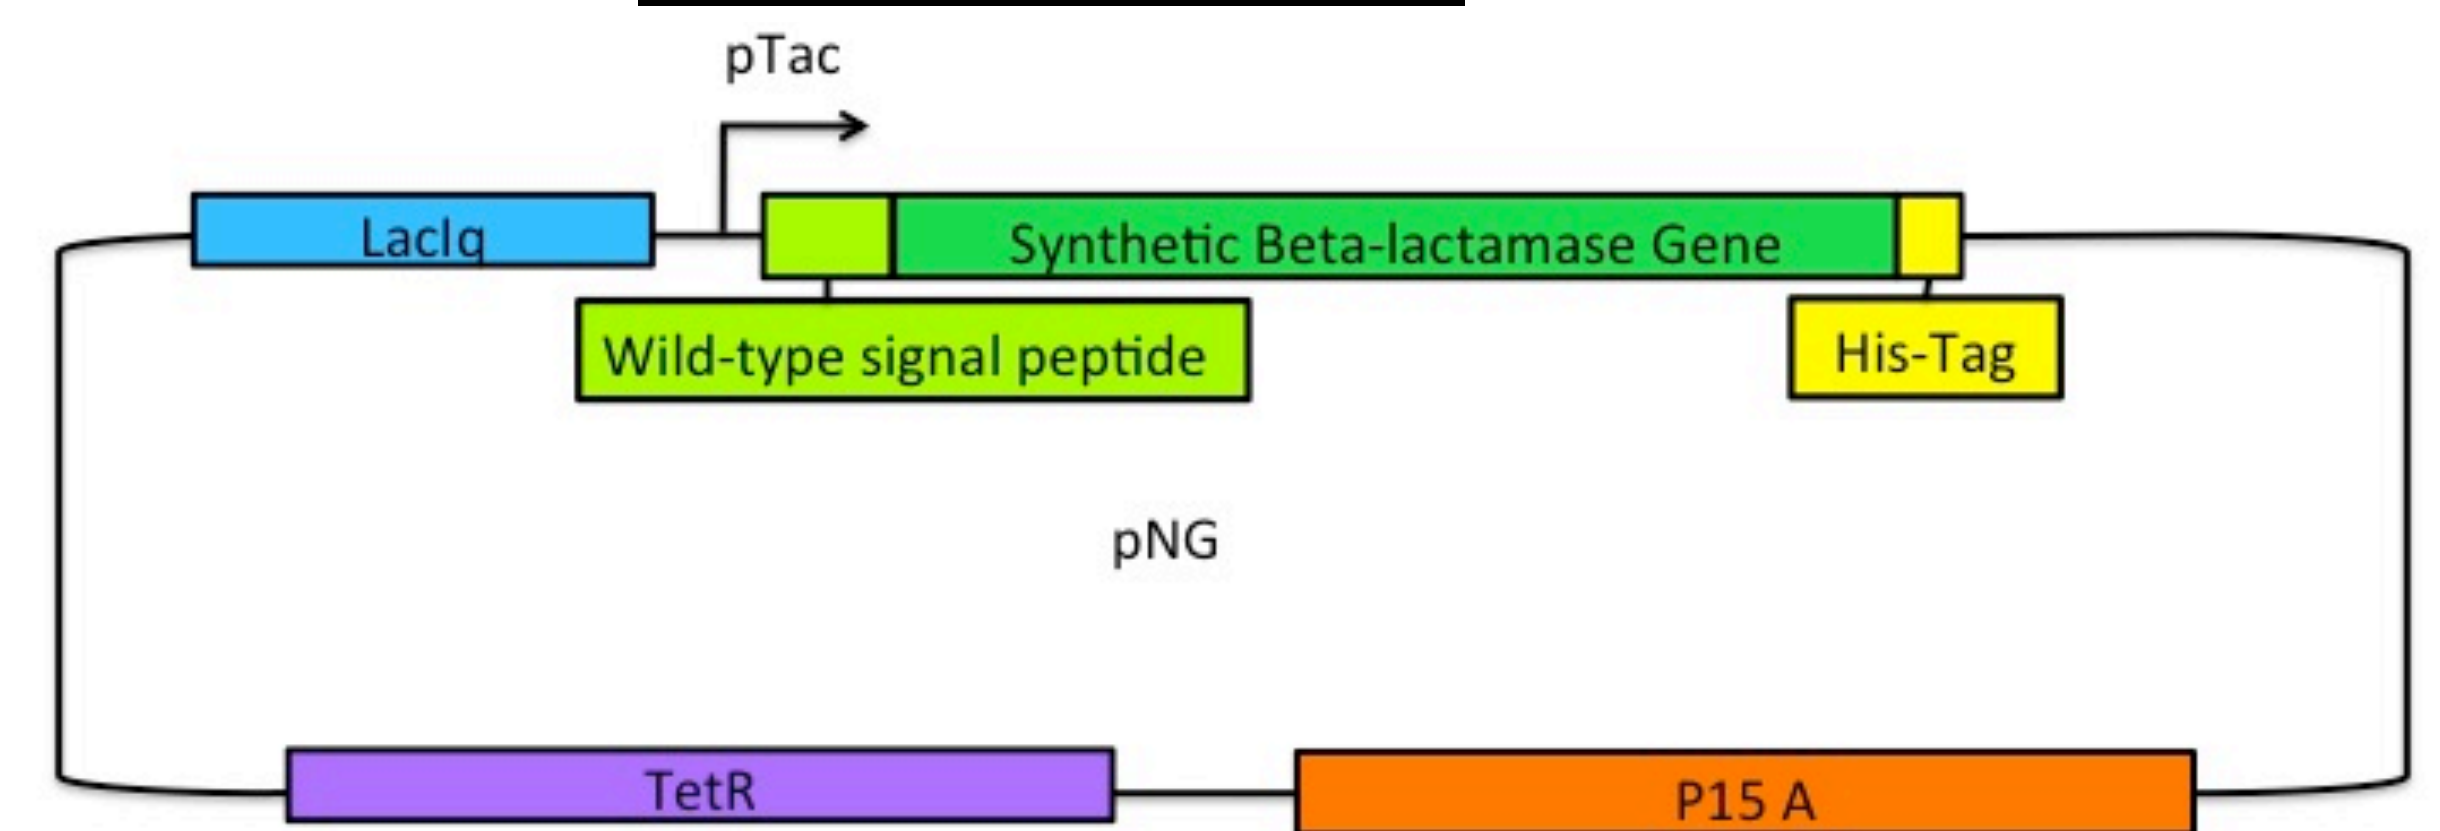 pTac
LacIq
Synthetic Beta-lactamase Gene
Wild-type signal peptide
His-Tag
pNG
TetR
P15 A